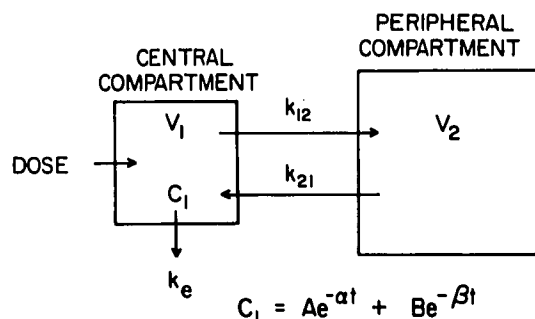 PERIPHERAL
COMPARTMENT
CENTRAL
COMPARTMENT
V₁
k₁₂
V₂
DOSE
C₁
k₂₁
kₑ
C₁ = Ae^-αt + Be^-βt